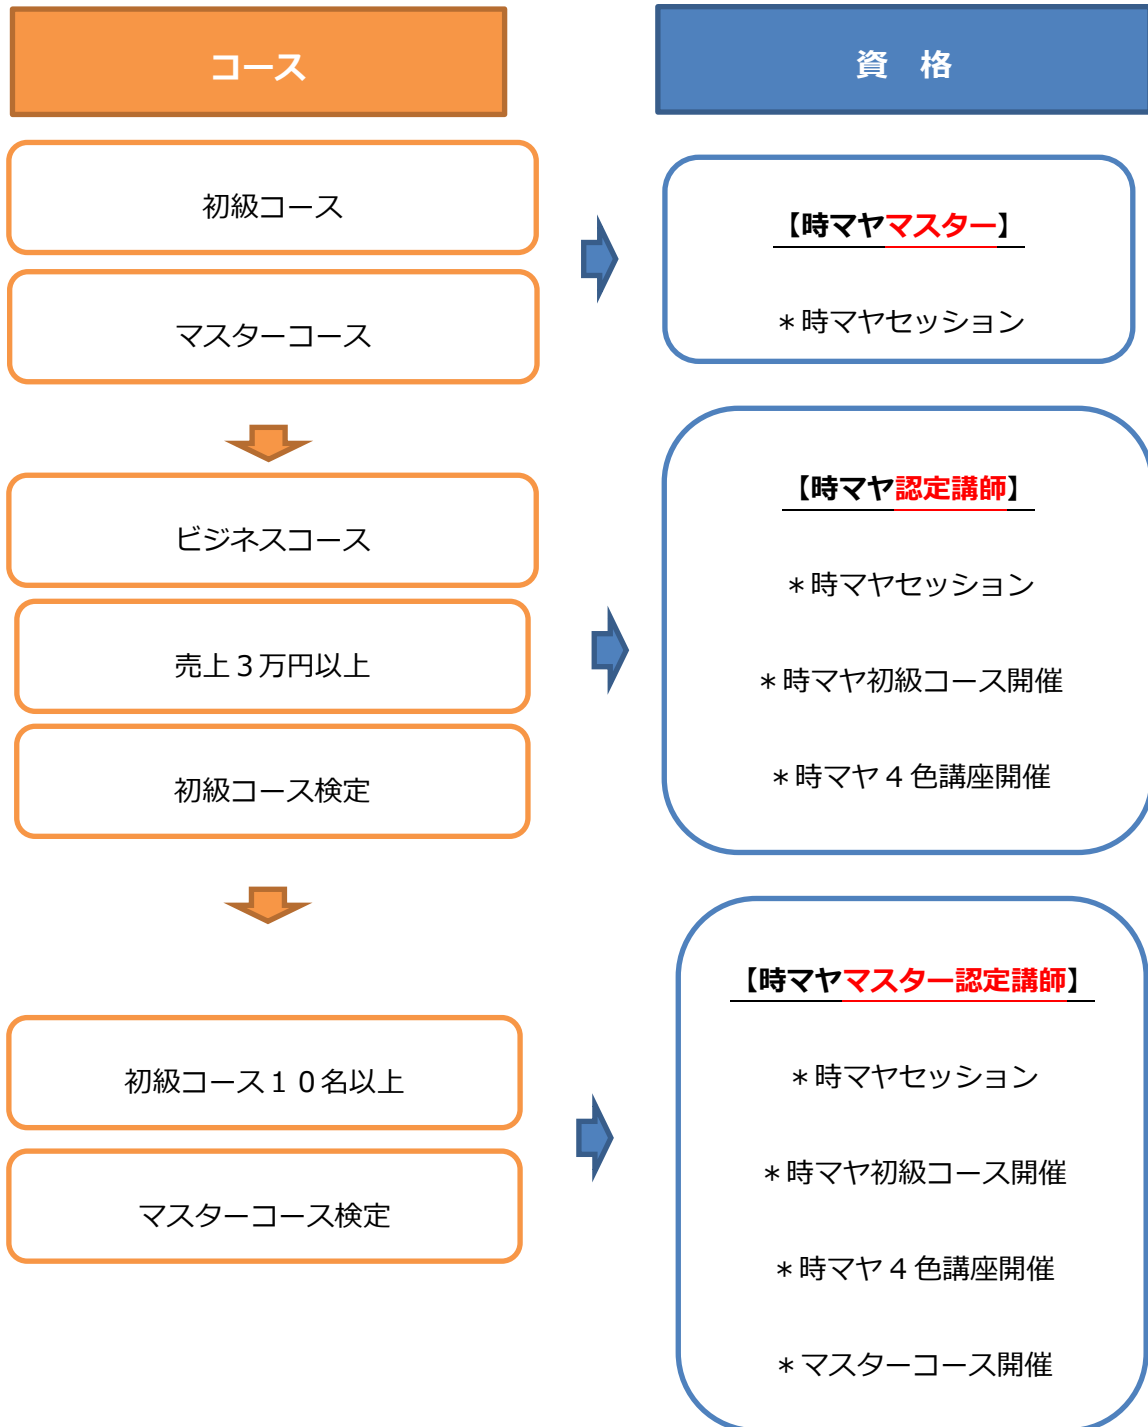 コース
資　格
初級コース
マスターコース
【時マヤマスター】
＊時マヤセッション
ビジネスコース
売上３万円以上
初級コース検定
【時マヤ認定講師】
＊時マヤセッション
＊時マヤ初級コース開催
＊時マヤ４色講座開催
初級コース１０名以上
マスターコース検定
【時マヤマスター認定講師】
＊時マヤセッション
＊時マヤ初級コース開催
＊時マヤ４色講座開催
＊マスターコース開催